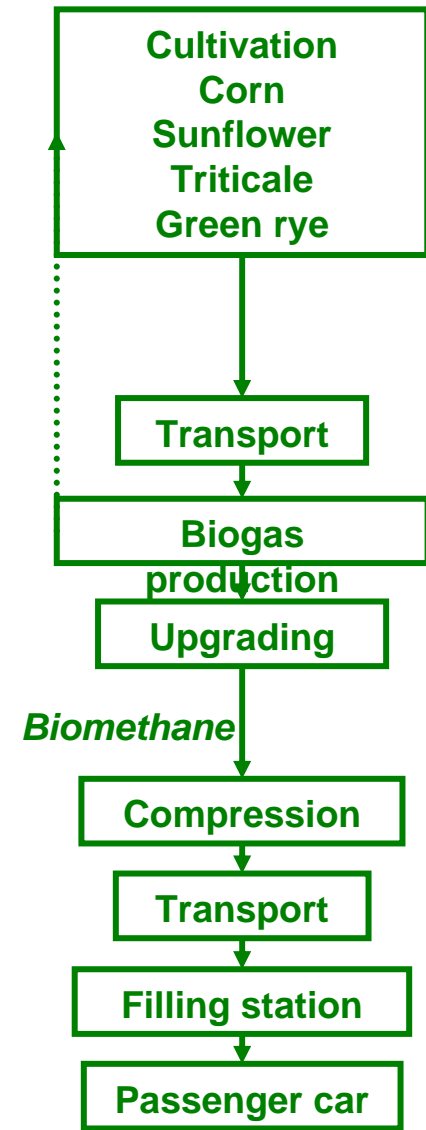 Cultivation
Corn
Sunflower
Triticale
Green rye
Transport
Biogas
production
Upgrading
Biomethane
Compression
Transport
Filling station
Passenger car